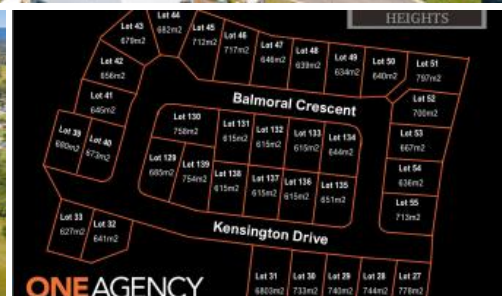 HEIGHTS
Lot 44
682m2
Lot 43
679m2
Lot 45
712m2
Lot 46
717m2
Lot 47
646m2
Lot 48
639m2
Lot 49
634m2
Lot 50
640m2
Lot 51
797m2
Lot 42
656m2
Lot 41
645m2
Lot 52
700m2
Balmoral Crescent
Lot 130
758m2
Lot 131
615m2
Lot 132
615m2
Lot 133
615m2
Lot 134
644m2
Lot 53
667m2
Lot 39
680m2
Lot 40
673m2
Lot 129
685m2
Lot 139
754m2
Lot 138
615m2
Lot 137
615m2
Lot 136
615m2
Lot 135
651m2
Lot 54
636m2
Lot 55
713m2
Lot 33
627m2
Lot 32
641m2
Kensington Drive
Lot 31
6803m2
Lot 30
733m2
Lot 29
740m2
Lot 28
744m2
Lot 27
778m2
ONE AGENCY